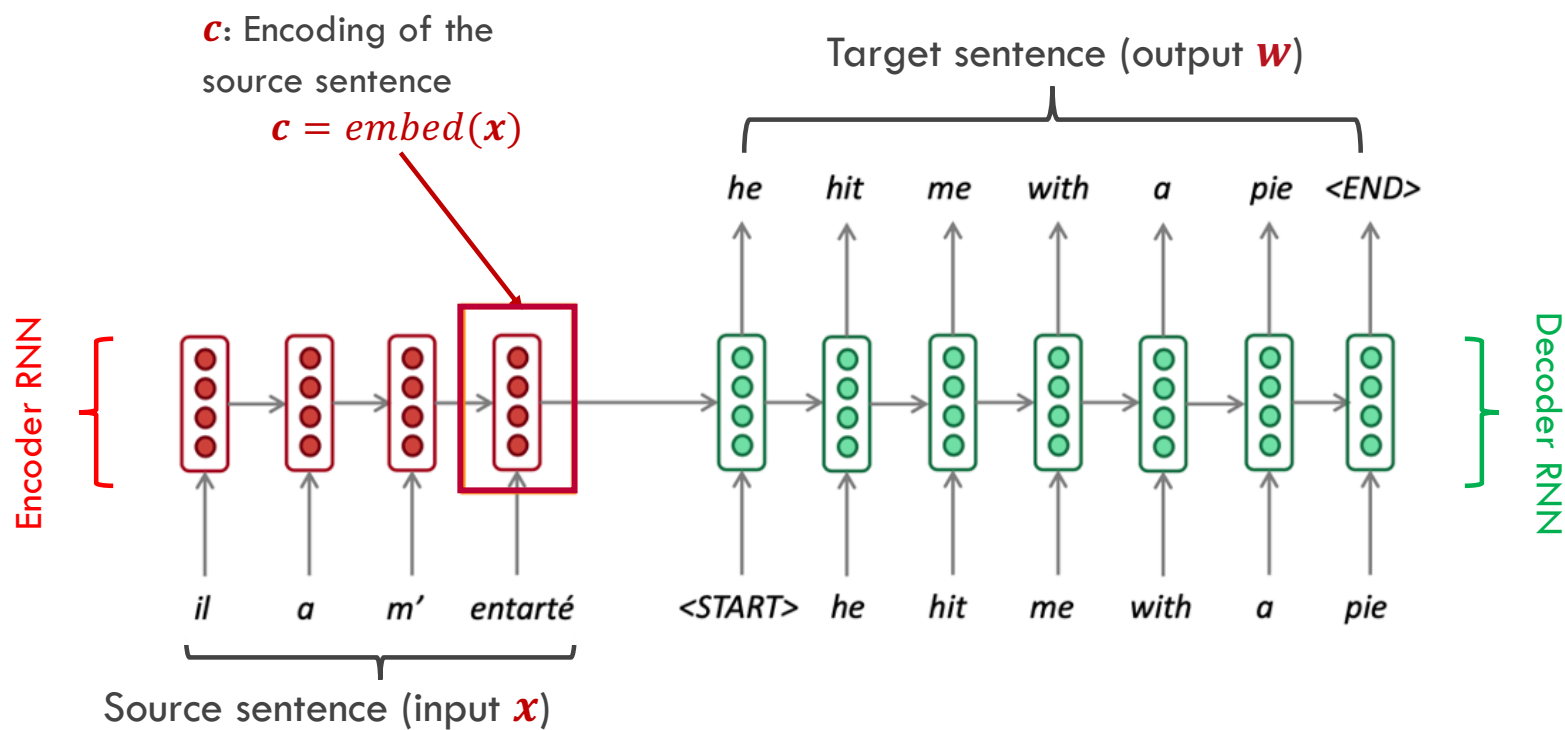 c: Encoding of the
source sentence
c = embed(x)
Target sentence (output w)
he hit me with a pie <END>
Encoder RNN
Decoder RNN
il a m’ entarté <START> he hit me with a pie
Source sentence (input x)